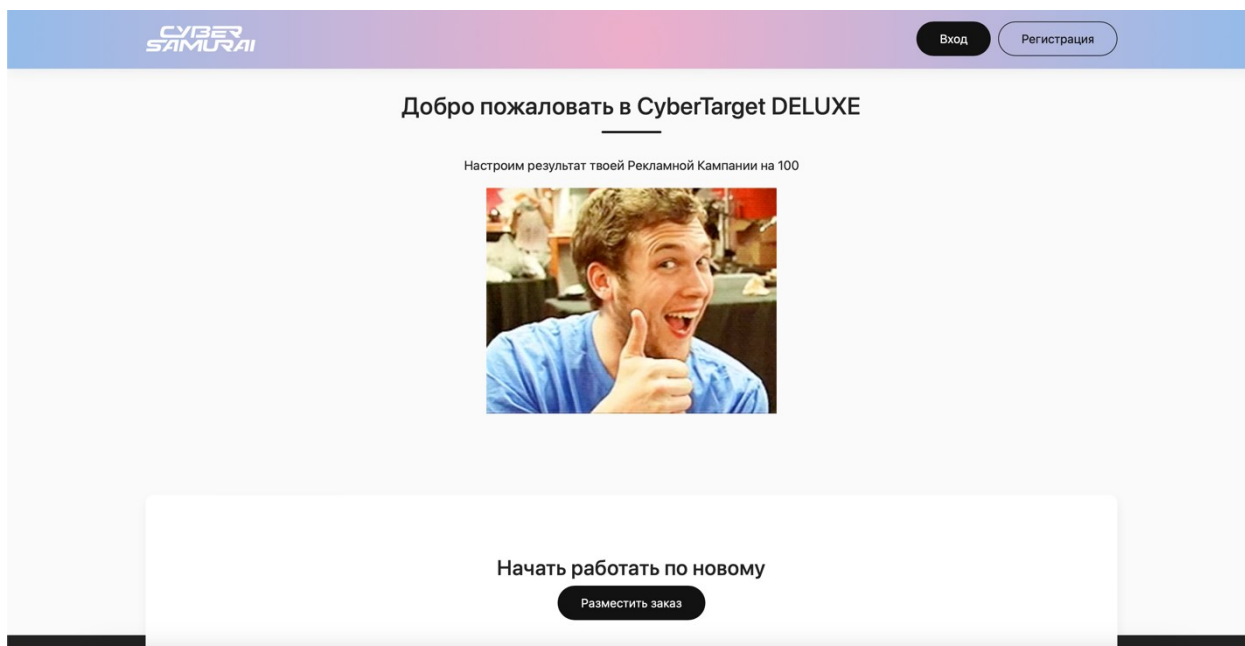 CYBER
SAMURAI
Вход
Регистрация
Добро пожаловать в CyberTarget DELUXE
Настроим результат твоей Рекламной Кампании на 100
Начать работать по новому
Разместить заказ